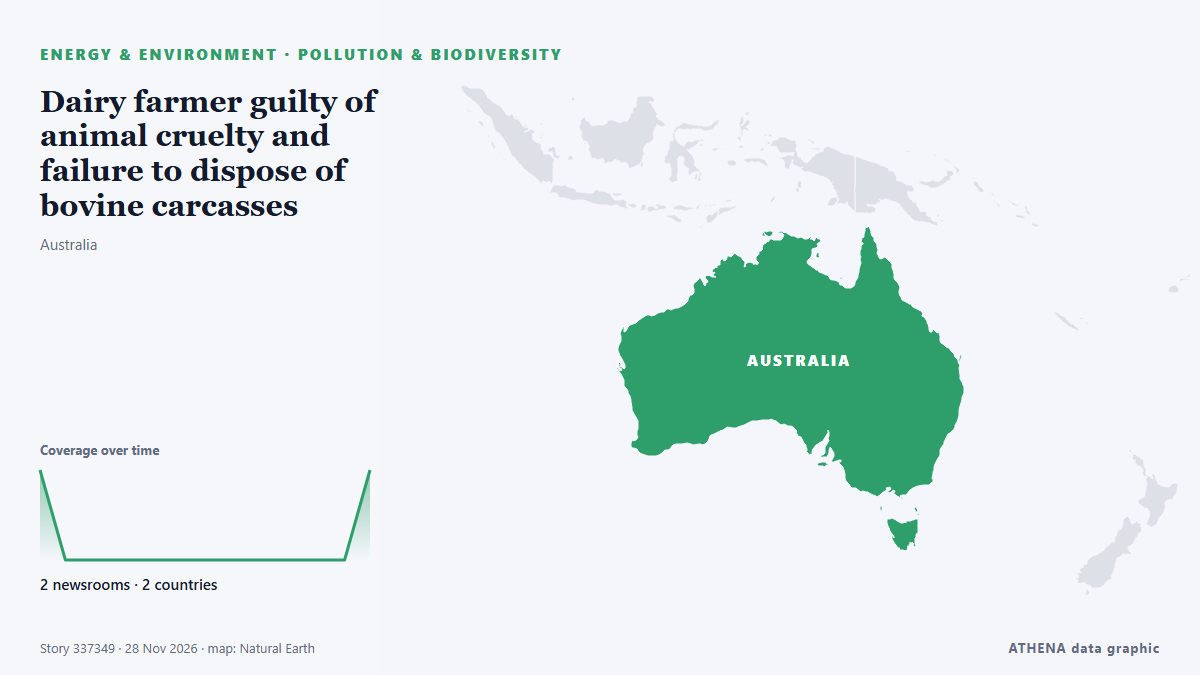 ENERGY & ENVIRONMENT · POLLUTION & BIODIVERSITY
Dairy farmer guilty of
animal cruelty and
failure to dispose of
bovine carcasses
Australia
AUSTRALIA
Coverage over time
2 newsrooms · 2 countries
Story 337349 · 28 Nov 2026 · map: Natural Earth
ATHENA data graphic